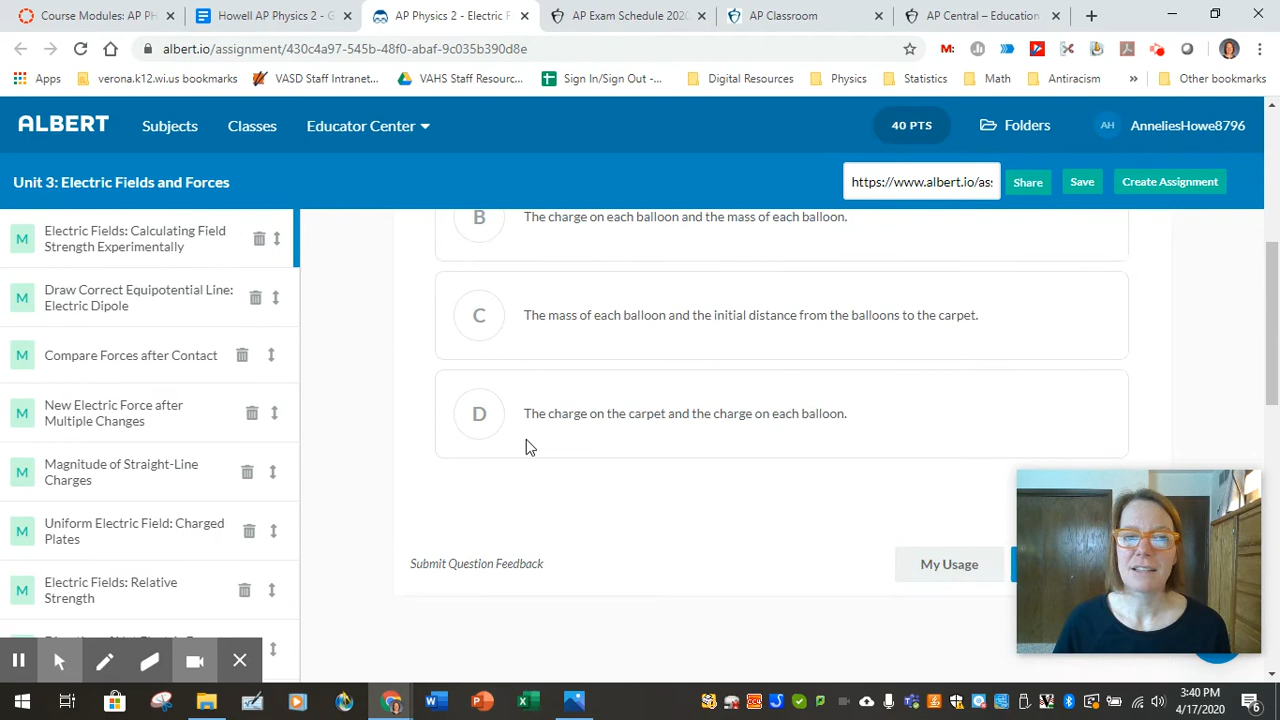 Course Modules: AP PH
Howell AP Physics 2 - G
AP Physics 2 - Electric F
AP Exam Schedule 2020
AP Classroom
AP Central – Education
albert.io/assignment/430c4a97-545b-48f0-abaf-9c035b390d8e
Apps
verona.k12.wi.us bookmarks
VASD Staff Intranet...
VAHS Staff Resourc...
Sign In/Sign Out -...
Digital Resources
Physics
Statistics
Math
Antiracism
»
Other bookmarks
ALBERT
Subjects
Classes
Educator Center
40 PTS
Folders
AH
AnneliesHowe8796
Unit 3: Electric Fields and Forces
https://www.albert.io/as:
Share
Save
Create Assignment
M
Electric Fields: Calculating Field
Strength Experimentally
M
Draw Correct Equipotential Line:
Electric Dipole
M
Compare Forces after Contact
M
New Electric Force after
Multiple Changes
M
Magnitude of Straight-Line
Charges
M
Uniform Electric Field: Charged
Plates
M
Electric Fields: Relative
Strength
B
The charge on each balloon and the mass of each balloon.
C
The mass of each balloon and the initial distance from the balloons to the carpet.
D
The charge on the carpet and the charge on each balloon.
Submit Question Feedback
My Usage
3:40 PM
4/17/2020
6